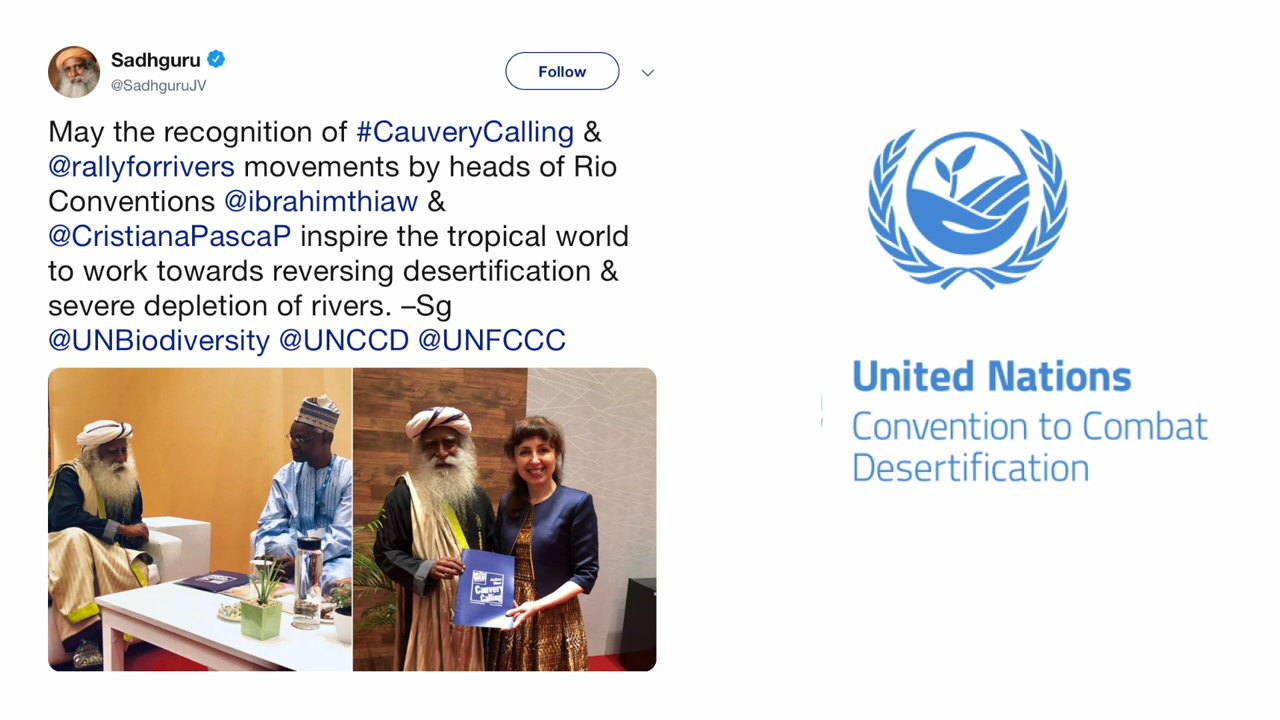 Sadhguru
@SadhguruJV
Follow
May the recognition of #CauveryCalling &
@rallyforrivers movements by heads of Rio
Conventions @ibrahimthiaw &
@CristianaPascaP inspire the tropical world
to work towards reversing desertification &
severe depletion of rivers. –Sg
@UNBiodiversity @UNCCD @UNFCCC
Cauvery
Calling
United Nations
Convention to Combat
Desertification